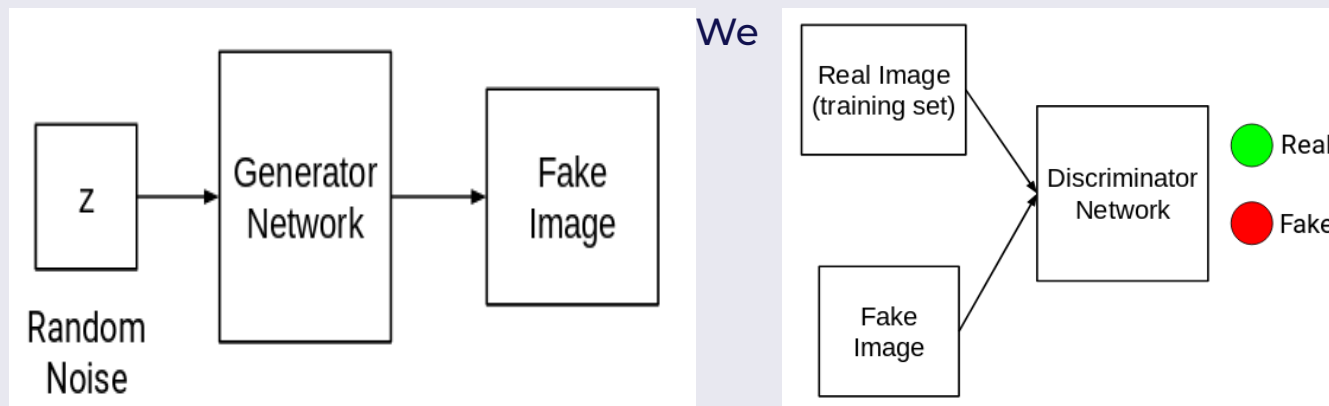 z
Random
Noise
Generator
Network
Fake
Image
We
Real Image
(training set)
Fake
Image
Discriminator
Network
Real
Fake